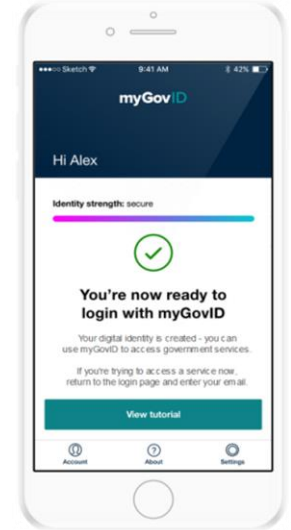 Sketch 9:41 AM 42%
myGovID
Hi Alex
Identity strength: secure
You're now ready to
login with myGovID
Your digital identity is created - you can
use myGovID to access government services.
If you're trying to access a service now,
return to the login page and enter your email.
View tutorial
Account About Settings